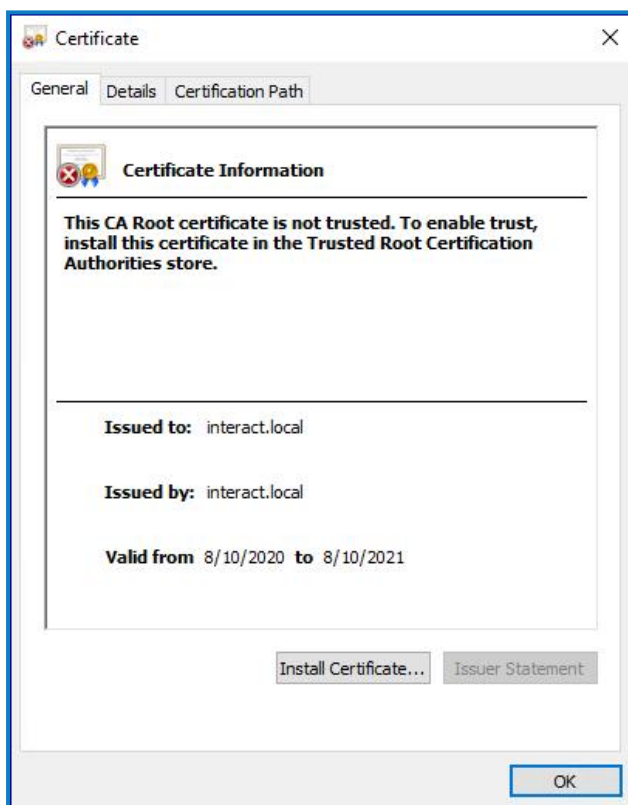 Certificate
General Details Certification Path
Certificate Information
This CA Root certificate is not trusted. To enable trust,
install this certificate in the Trusted Root Certification
Authorities store.
Issued to: interact.local
Issued by: interact.local
Valid from 8/10/2020 to 8/10/2021
Install Certificate... Issuer Statement
OK